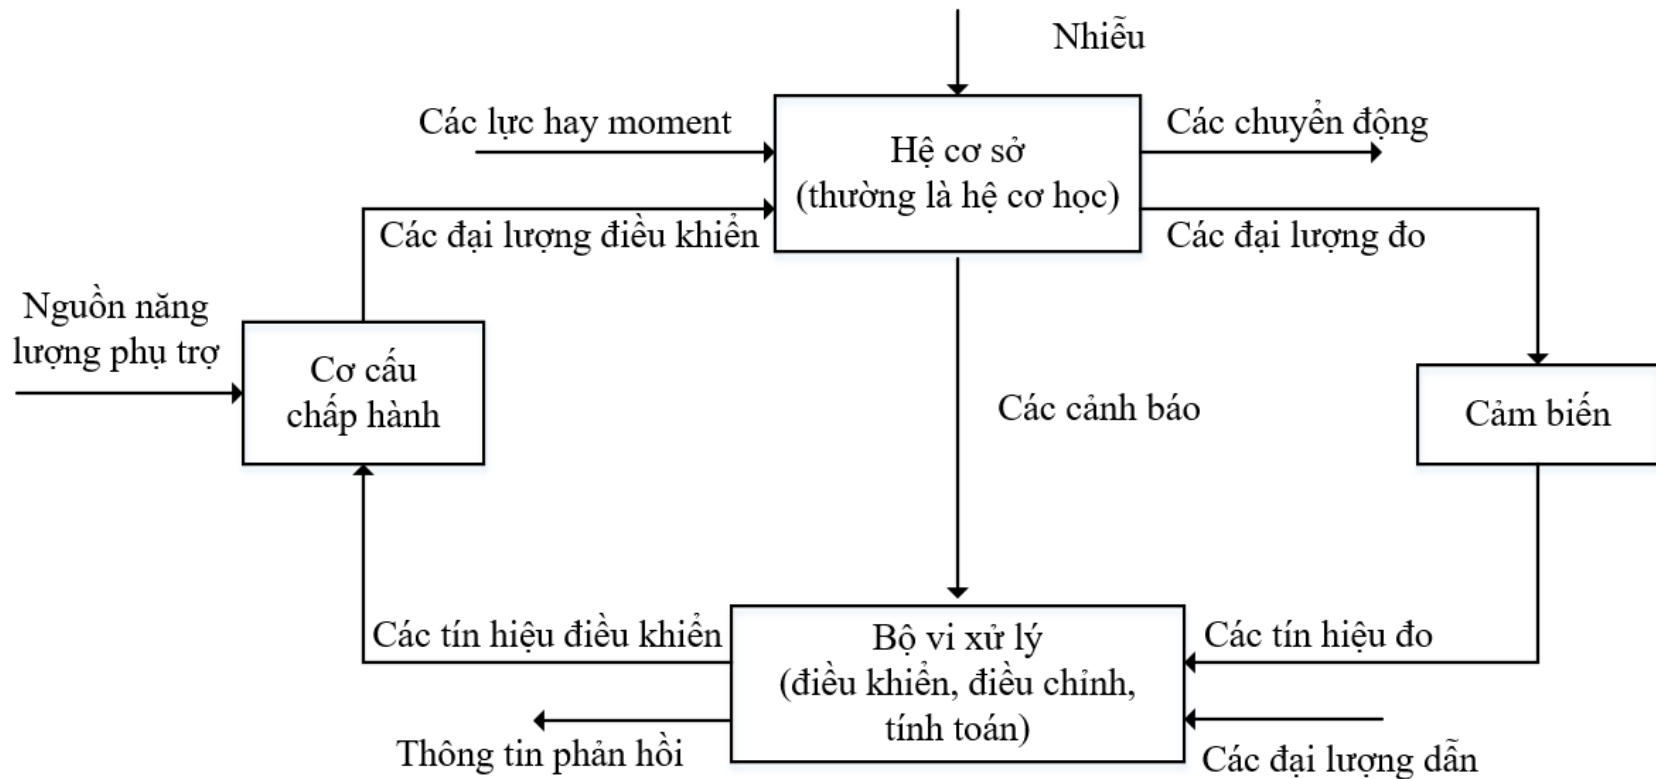 Nhiễu
Các lực hay moment
Các chuyển động
Hệ cơ sở
(thường là hệ cơ học)
Các đại lượng điều khiển
Các đại lượng đo
Nguồn năng
lượng phụ trợ
Cơ cấu
chấp hành
Các cảnh báo
Cảm biến
Các tín hiệu điều khiển
Bộ vi xử lý
(điều khiển, điều chỉnh,
tính toán)
Các tín hiệu đo
Thông tin phản hồi
Các đại lượng dẫn